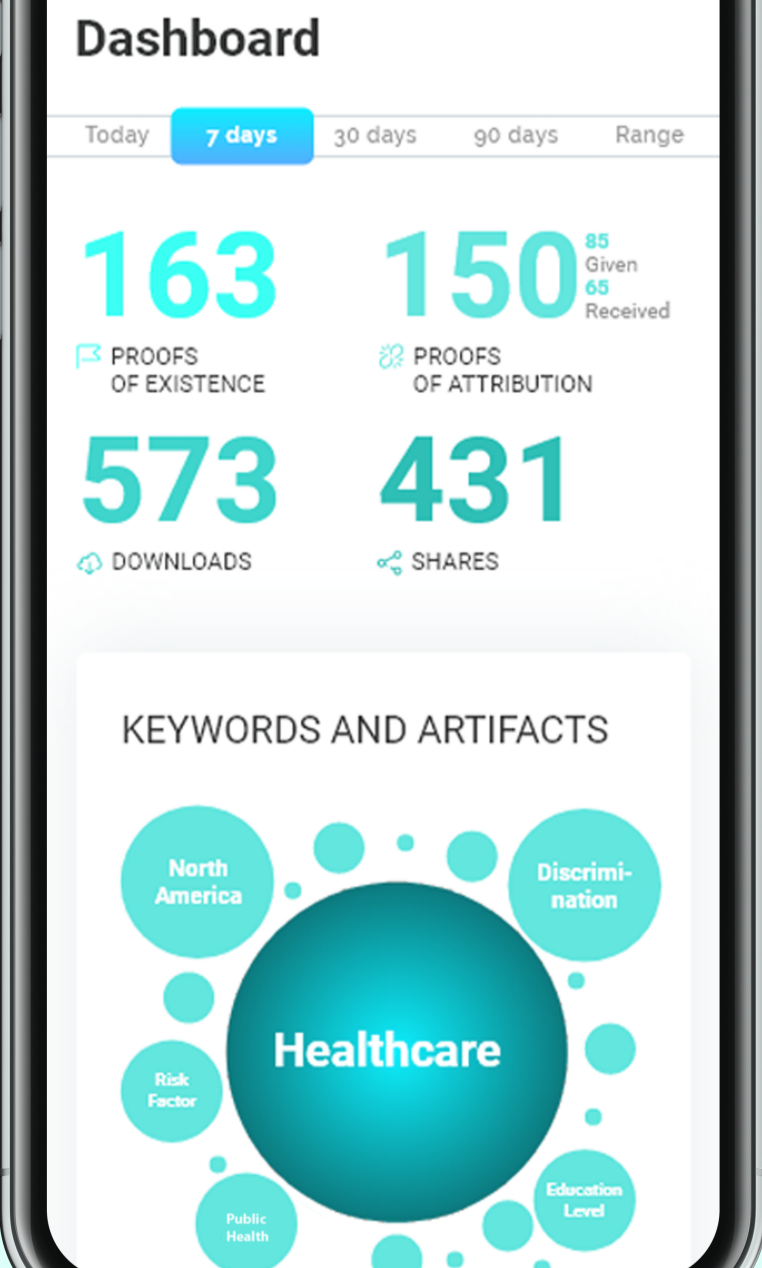 Dashboard
Today 7 days 30 days 90 days Range
163
PROOFS
OF EXISTENCE
150
85
Given
65
Received
PROOFS
OF ATTRIBUTION
573
DOWNLOADS
431
SHARES
KEYWORDS AND ARTIFACTS
North
America
Discrimi-
nation
Healthcare
Risk
Factor
Education
Level
Public
Health